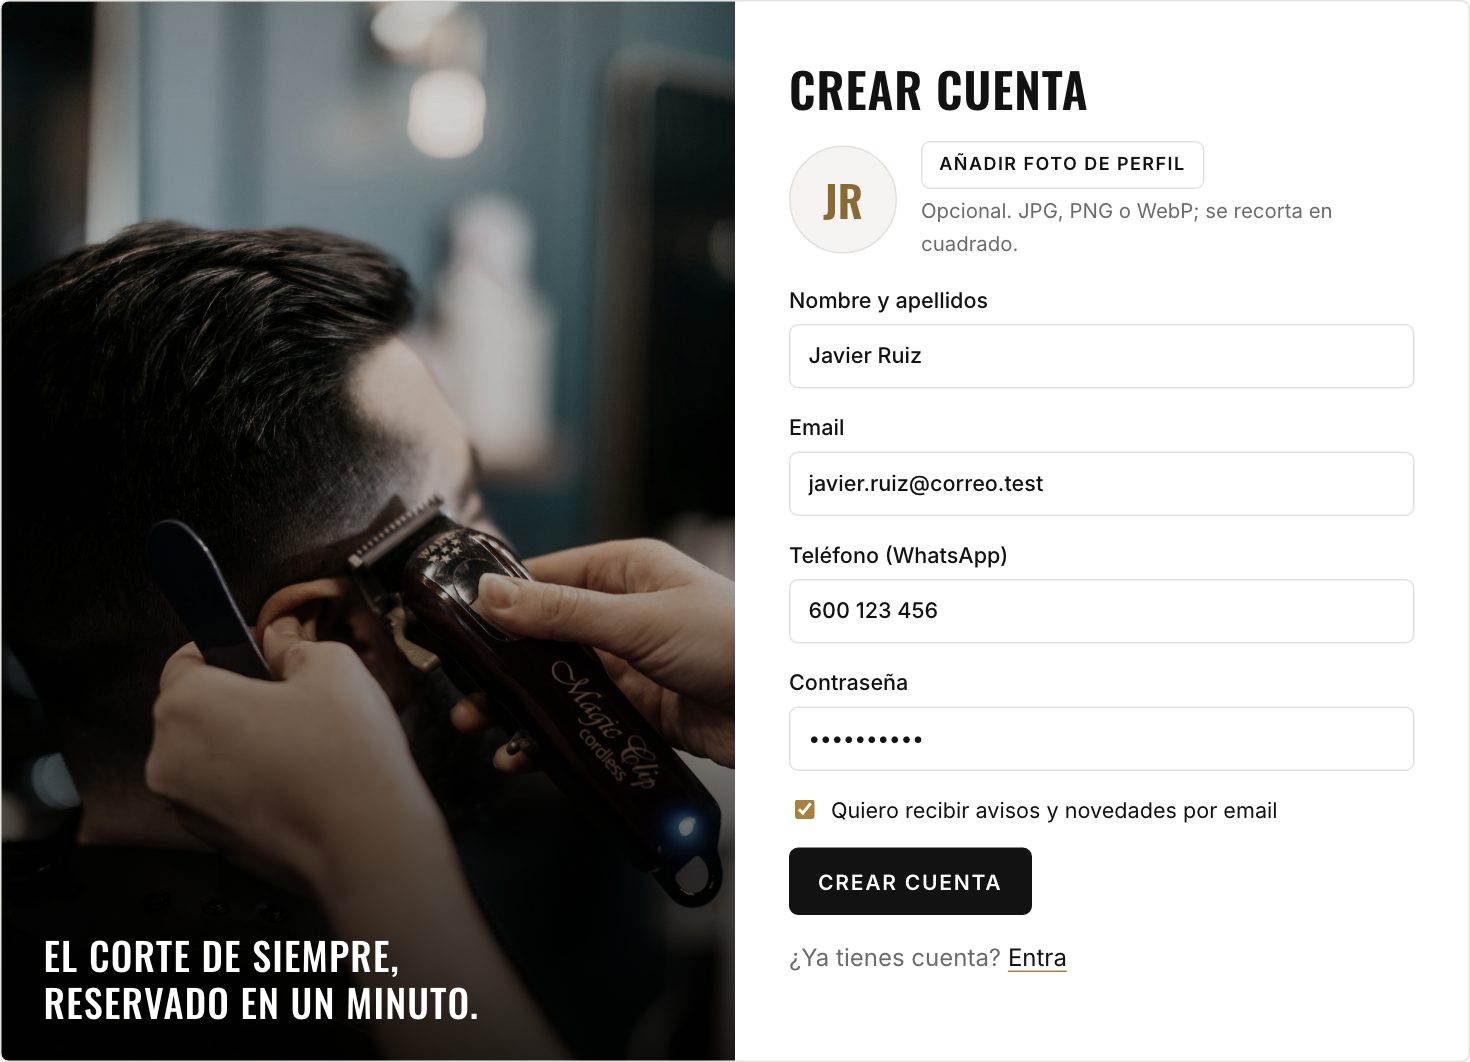 EL CORTE DE SIEMPRE,
RESERVADO EN UN MINUTO.
Magic Clip
cordless
CREAR CUENTA
JR
AÑADIR FOTO DE PERFIL
Opcional. JPG, PNG o WebP; se recorta en
cuadrado.
Nombre y apellidos
Javier Ruiz
Email
javier.ruiz@correo.test
Teléfono (WhatsApp)
600 123 456
Contraseña
••••••••••
Quiero recibir avisos y novedades por email
CREAR CUENTA
¿Ya tienes cuenta? Entra